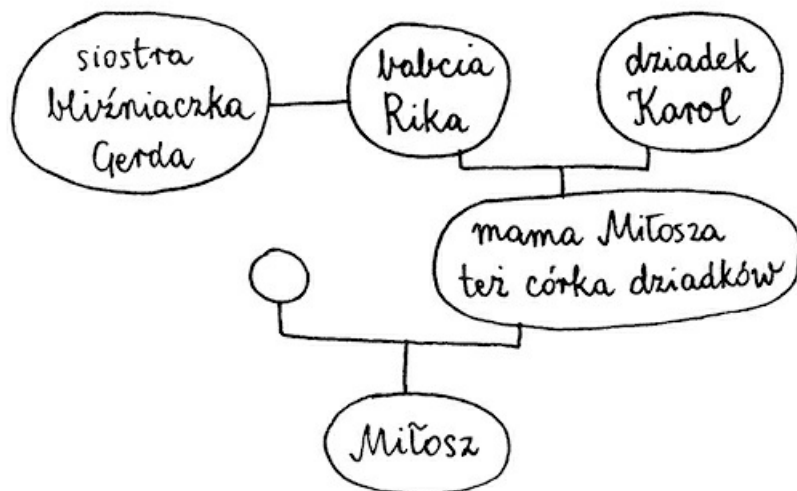 siostra
bliźniaczka
Gerda
babcia
Rika
dziadek
Karol
mama Miłosza
też córka dziadków
Miłosz